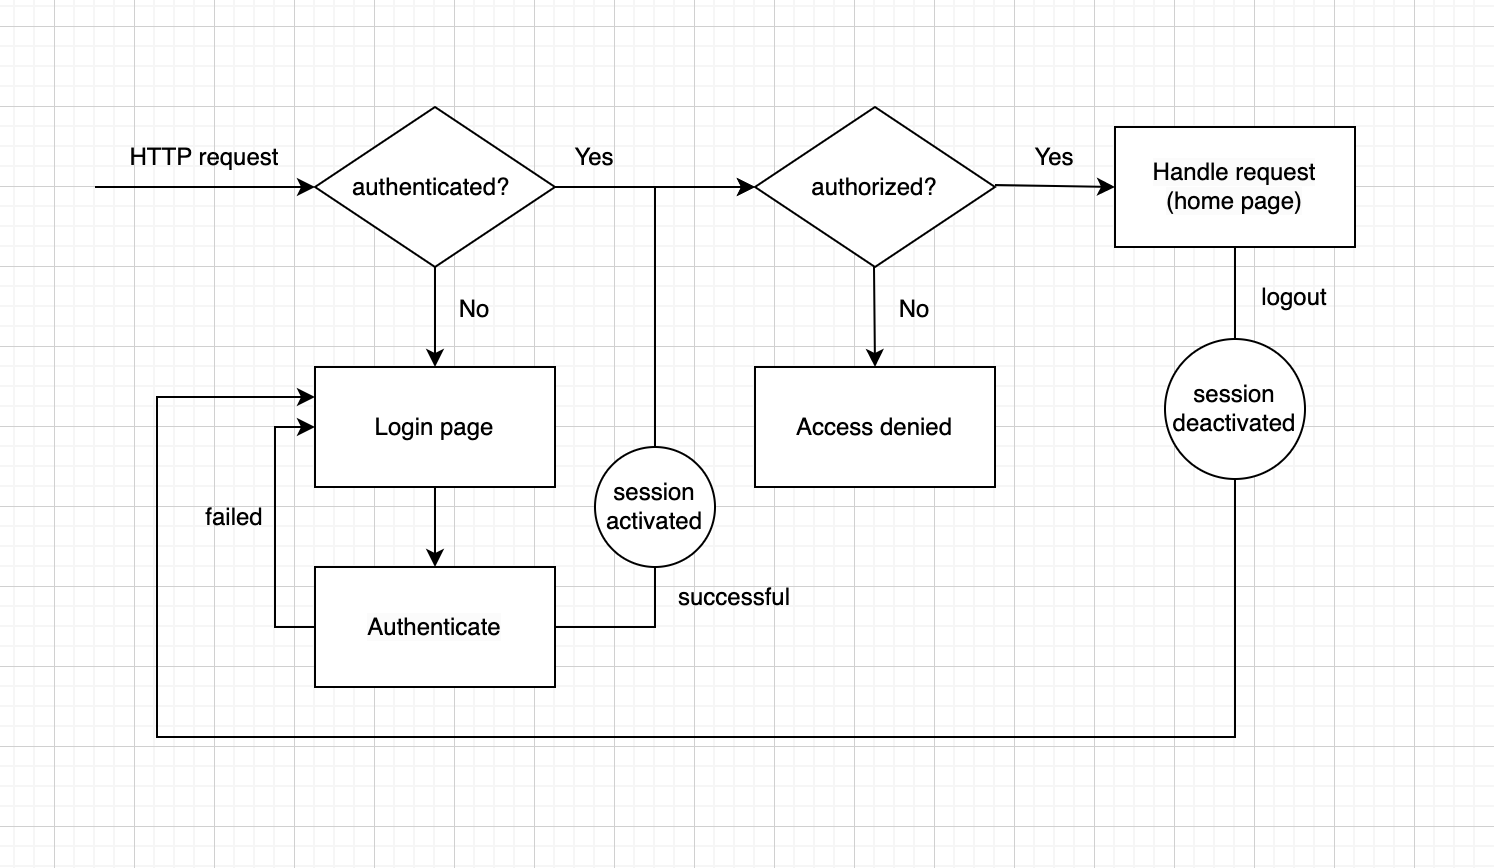 HTTP request
authenticated?
Yes
authorized?
Yes
Handle request
(home page)
No
No
logout
Login page
Access denied
session
deactivated
failed
session
activated
successful
Authenticate